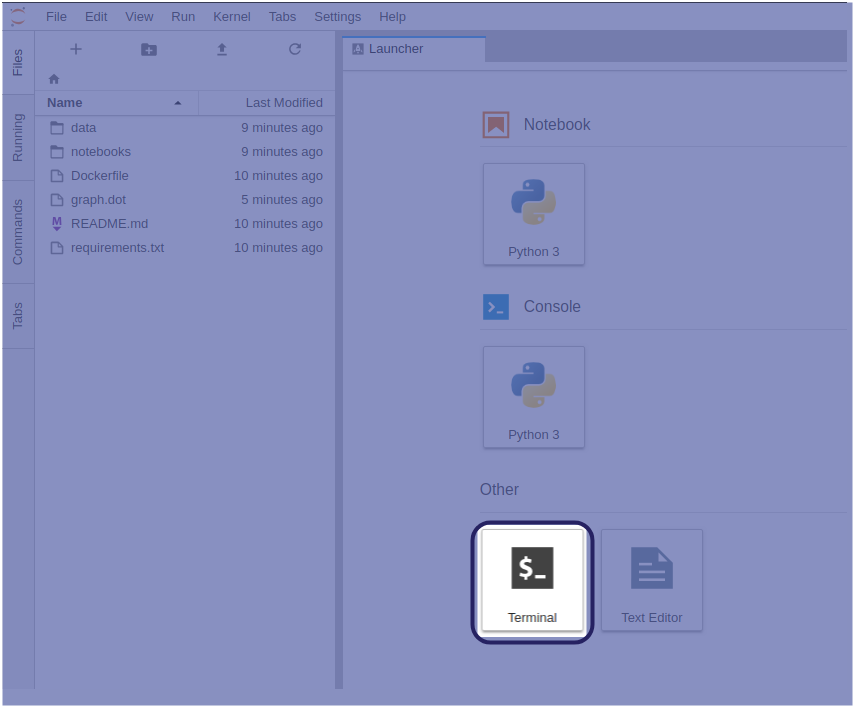 File Edit View Run Kernel Tabs Settings Help
Files
Running
Commands
Tabs
Name Last Modified
data 9 minutes ago
notebooks 9 minutes ago
Dockerfile 10 minutes ago
graph.dot 5 minutes ago
M README.md 10 minutes ago
requirements.txt 10 minutes ago
Launcher
Notebook
Python 3
Console
Python 3
Other
$_
Terminal
Text Editor